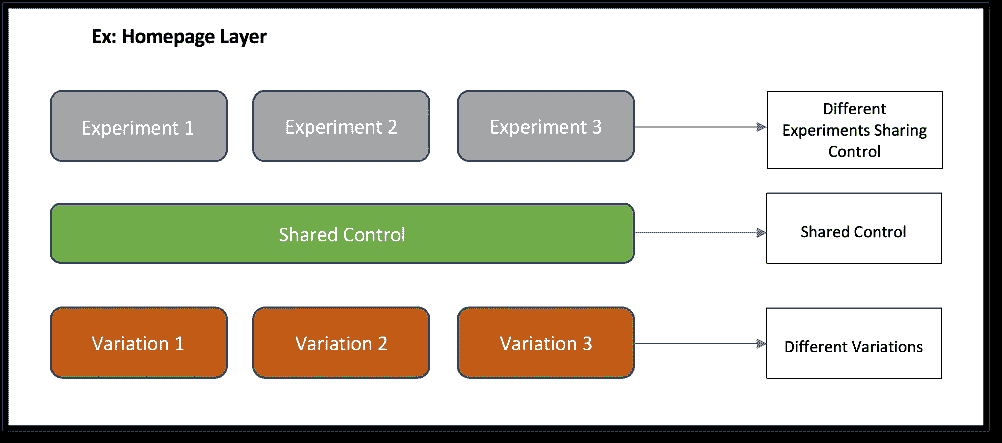 Ex: Homepage Layer
Experiment 1
Experiment 2
Experiment 3
Different
Experiments Sharing
Control
Shared Control
Shared Control
Variation 1
Variation 2
Variation 3
Different Variations